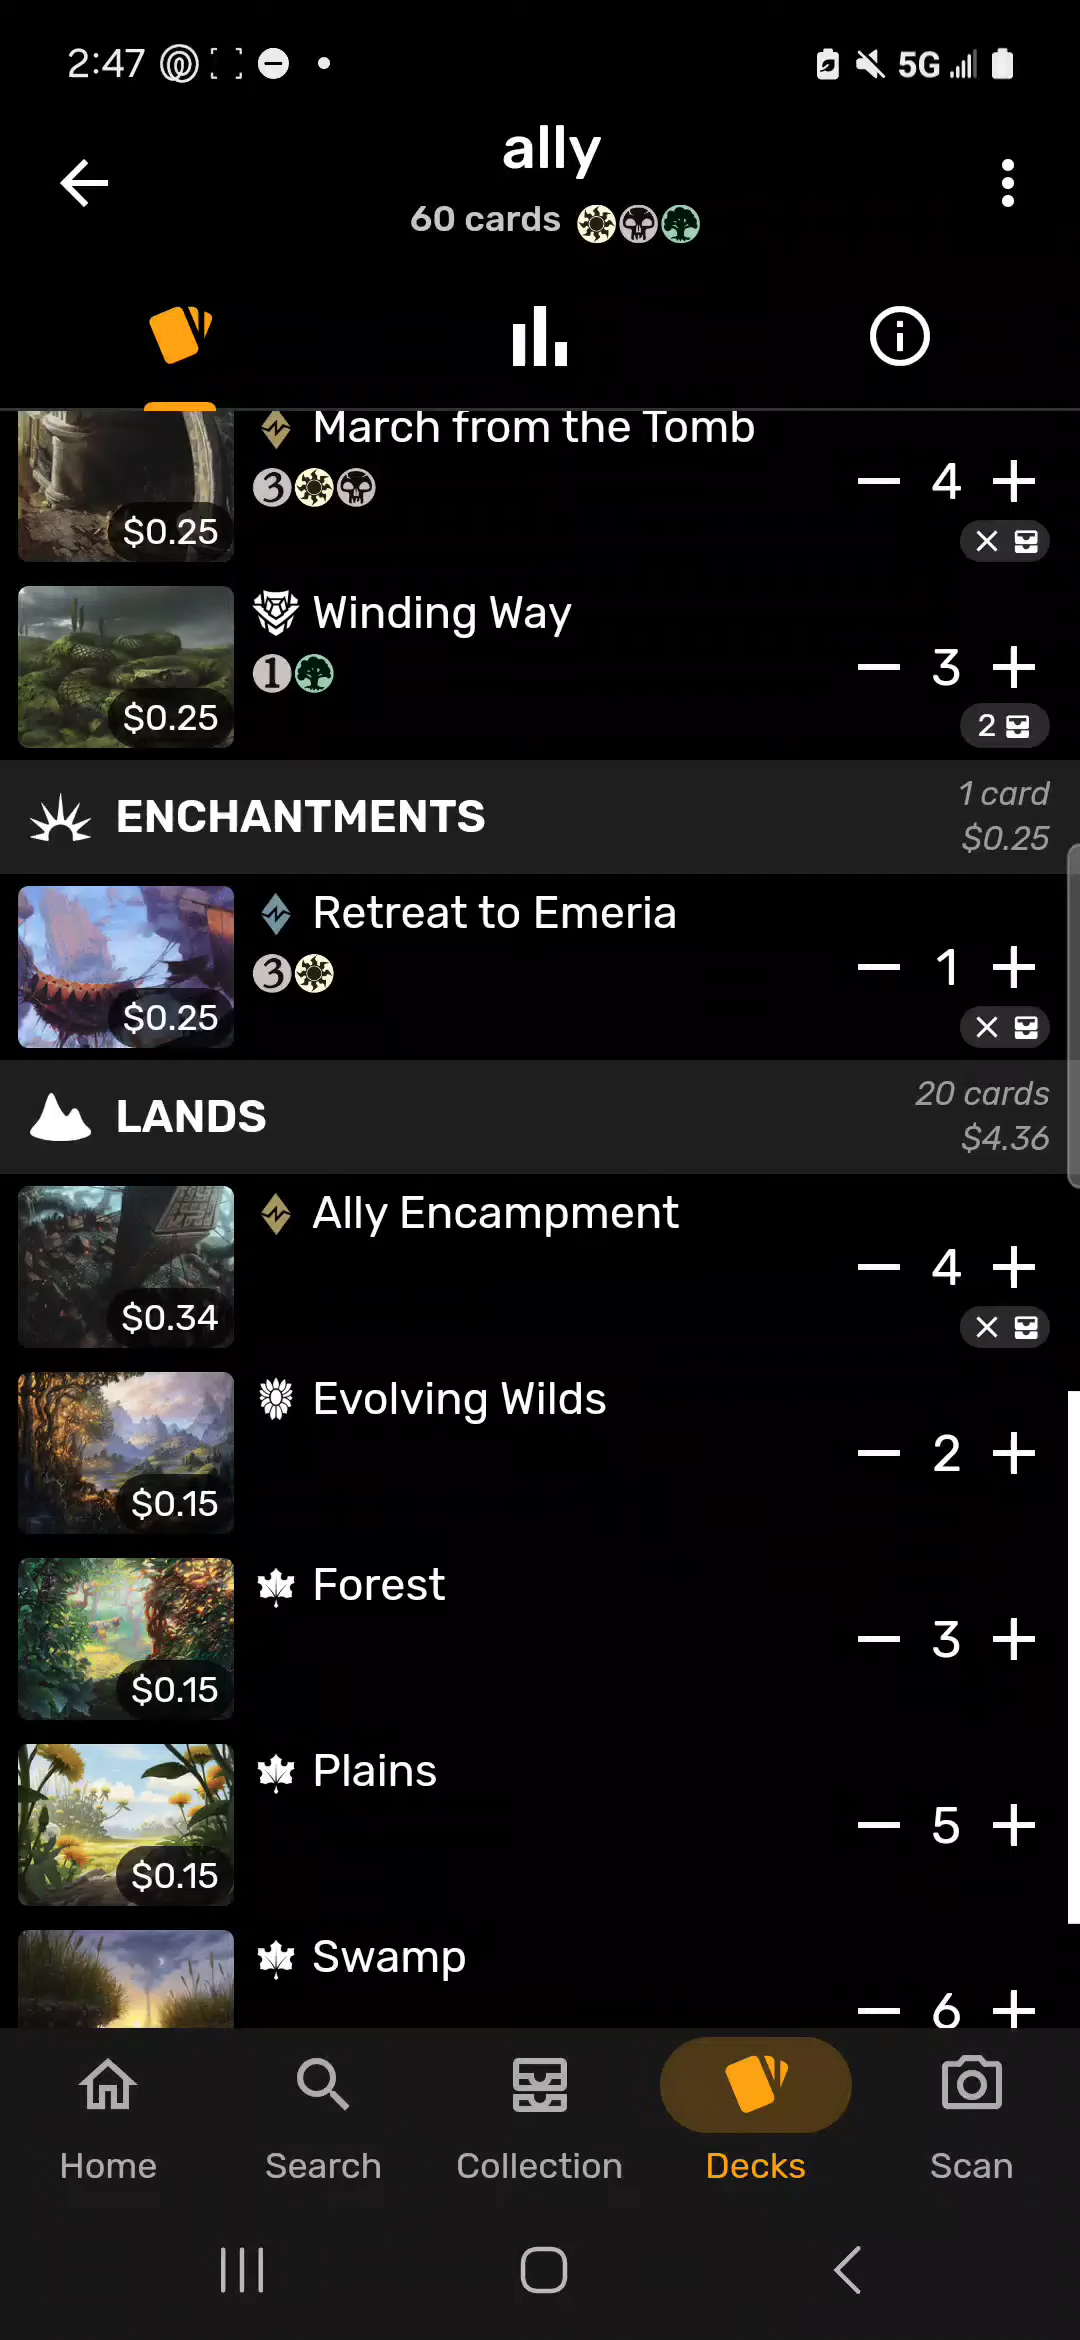 2:47 5G
ally
60 cards
March from the Tomb
3
4
$0.25
Winding Way
1
3
$0.25
2
ENCHANTMENTS
1 card
$0.25
Retreat to Emeria
3
1
$0.25
LANDS
20 cards
$4.36
Ally Encampment
4
$0.34
Evolving Wilds
2
$0.15
Forest
3
$0.15
Plains
5
$0.15
Swamp
6
Home Search Collection Decks Scan